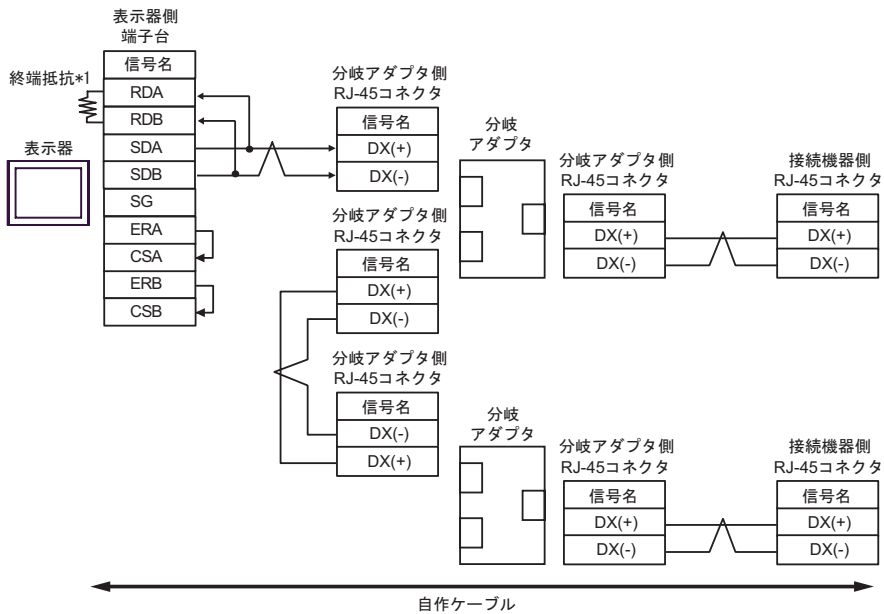 表示器側
端子台
信号名
終端抵抗*1
RDA
RDB
SDA
SDB
SG
ERA
CSA
ERB
CSB
表示器
分岐アダプタ側
RJ-45コネクタ
信号名
DX(+)
DX(-)
分岐
アダプタ
分岐アダプタ側
RJ-45コネクタ
信号名
DX(+)
DX(-)
接続機器側
RJ-45コネクタ
信号名
DX(+)
DX(-)
分岐アダプタ側
RJ-45コネクタ
信号名
DX(+)
DX(-)
分岐アダプタ側
RJ-45コネクタ
信号名
DX(-)
DX(+)
分岐
アダプタ
分岐アダプタ側
RJ-45コネクタ
信号名
DX(+)
DX(-)
接続機器側
RJ-45コネクタ
信号名
DX(+)
DX(-)
自作ケーブル